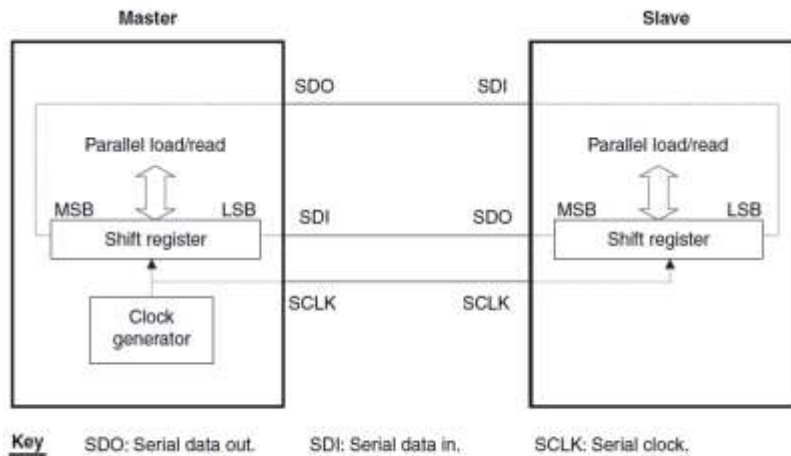 Master Slave
SDO SDI
Parallel load/read Parallel load/read
MSB LSB SDI SDO MSB LSB
Shift register Shift register
SCLK SCLK
Clock
generator
Key SDO: Serial data out. SDI: Serial data in. SCLK: Serial clock.